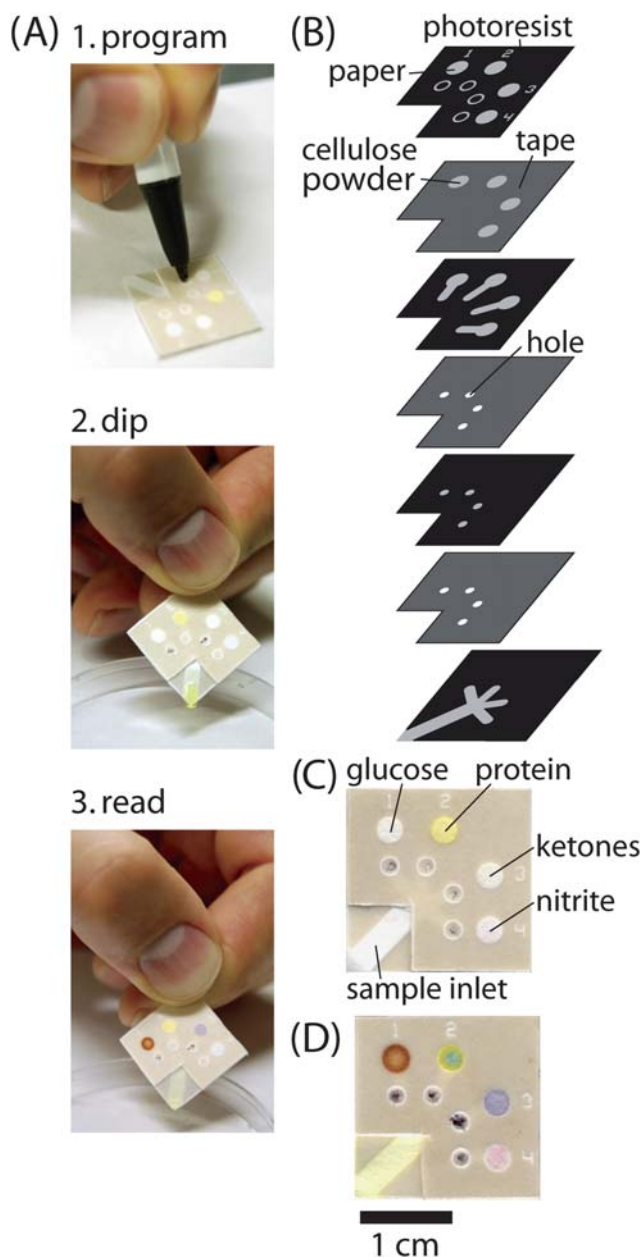 (A)
1. program
2. dip
3. read
(B)
photoresist
1 2
paper
3
4
cellulose
powder
tape
hole
(C)
glucose
protein
1 2
ketones
3
nitrite
4
sample inlet
(D)
1 2
3
4
1 cm